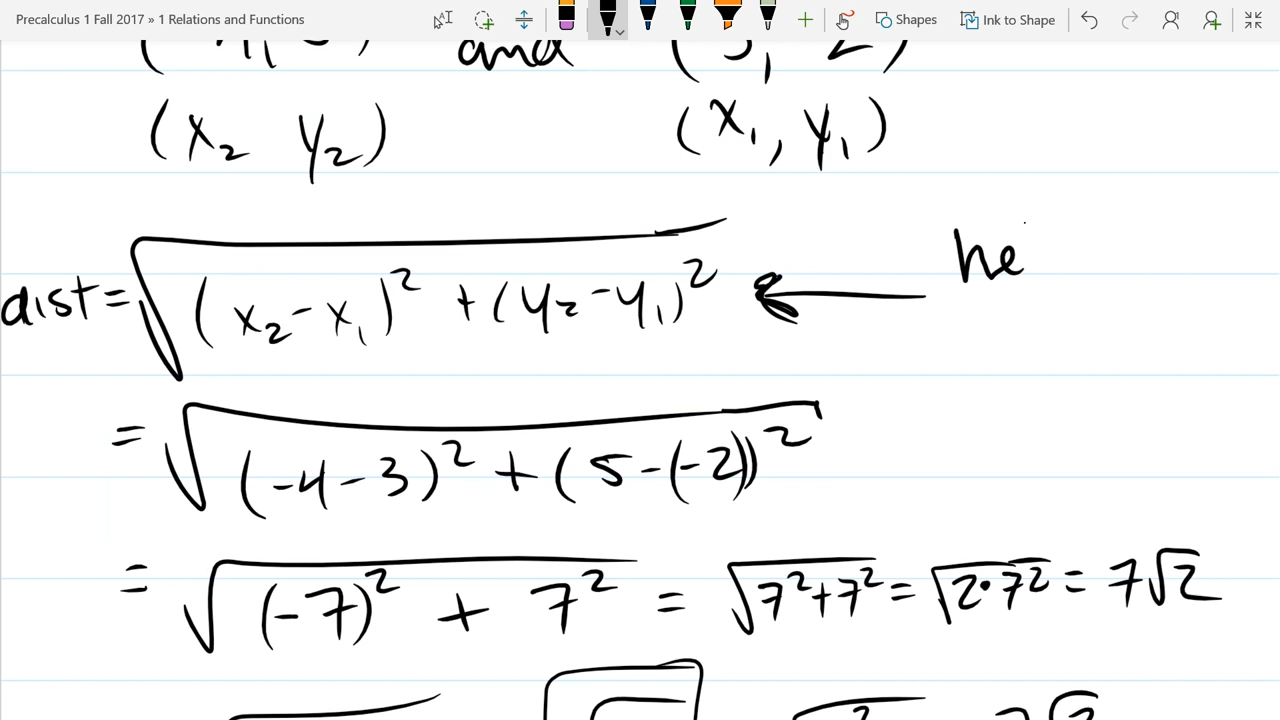 Precalculus 1 Fall 2017 » 1 Relations and Functions
Shapes
Ink to Shape
and
(x₂ y₂) (x₁, y₁)
dist = √((x₂ - x₁)² + (y₂ - y₁)²) ← he
= √((-4 - 3)² + (5 - (-2))²)
= √((-7)² + 7²) = √(7² + 7²) = √(2 • 7²) = 7√2